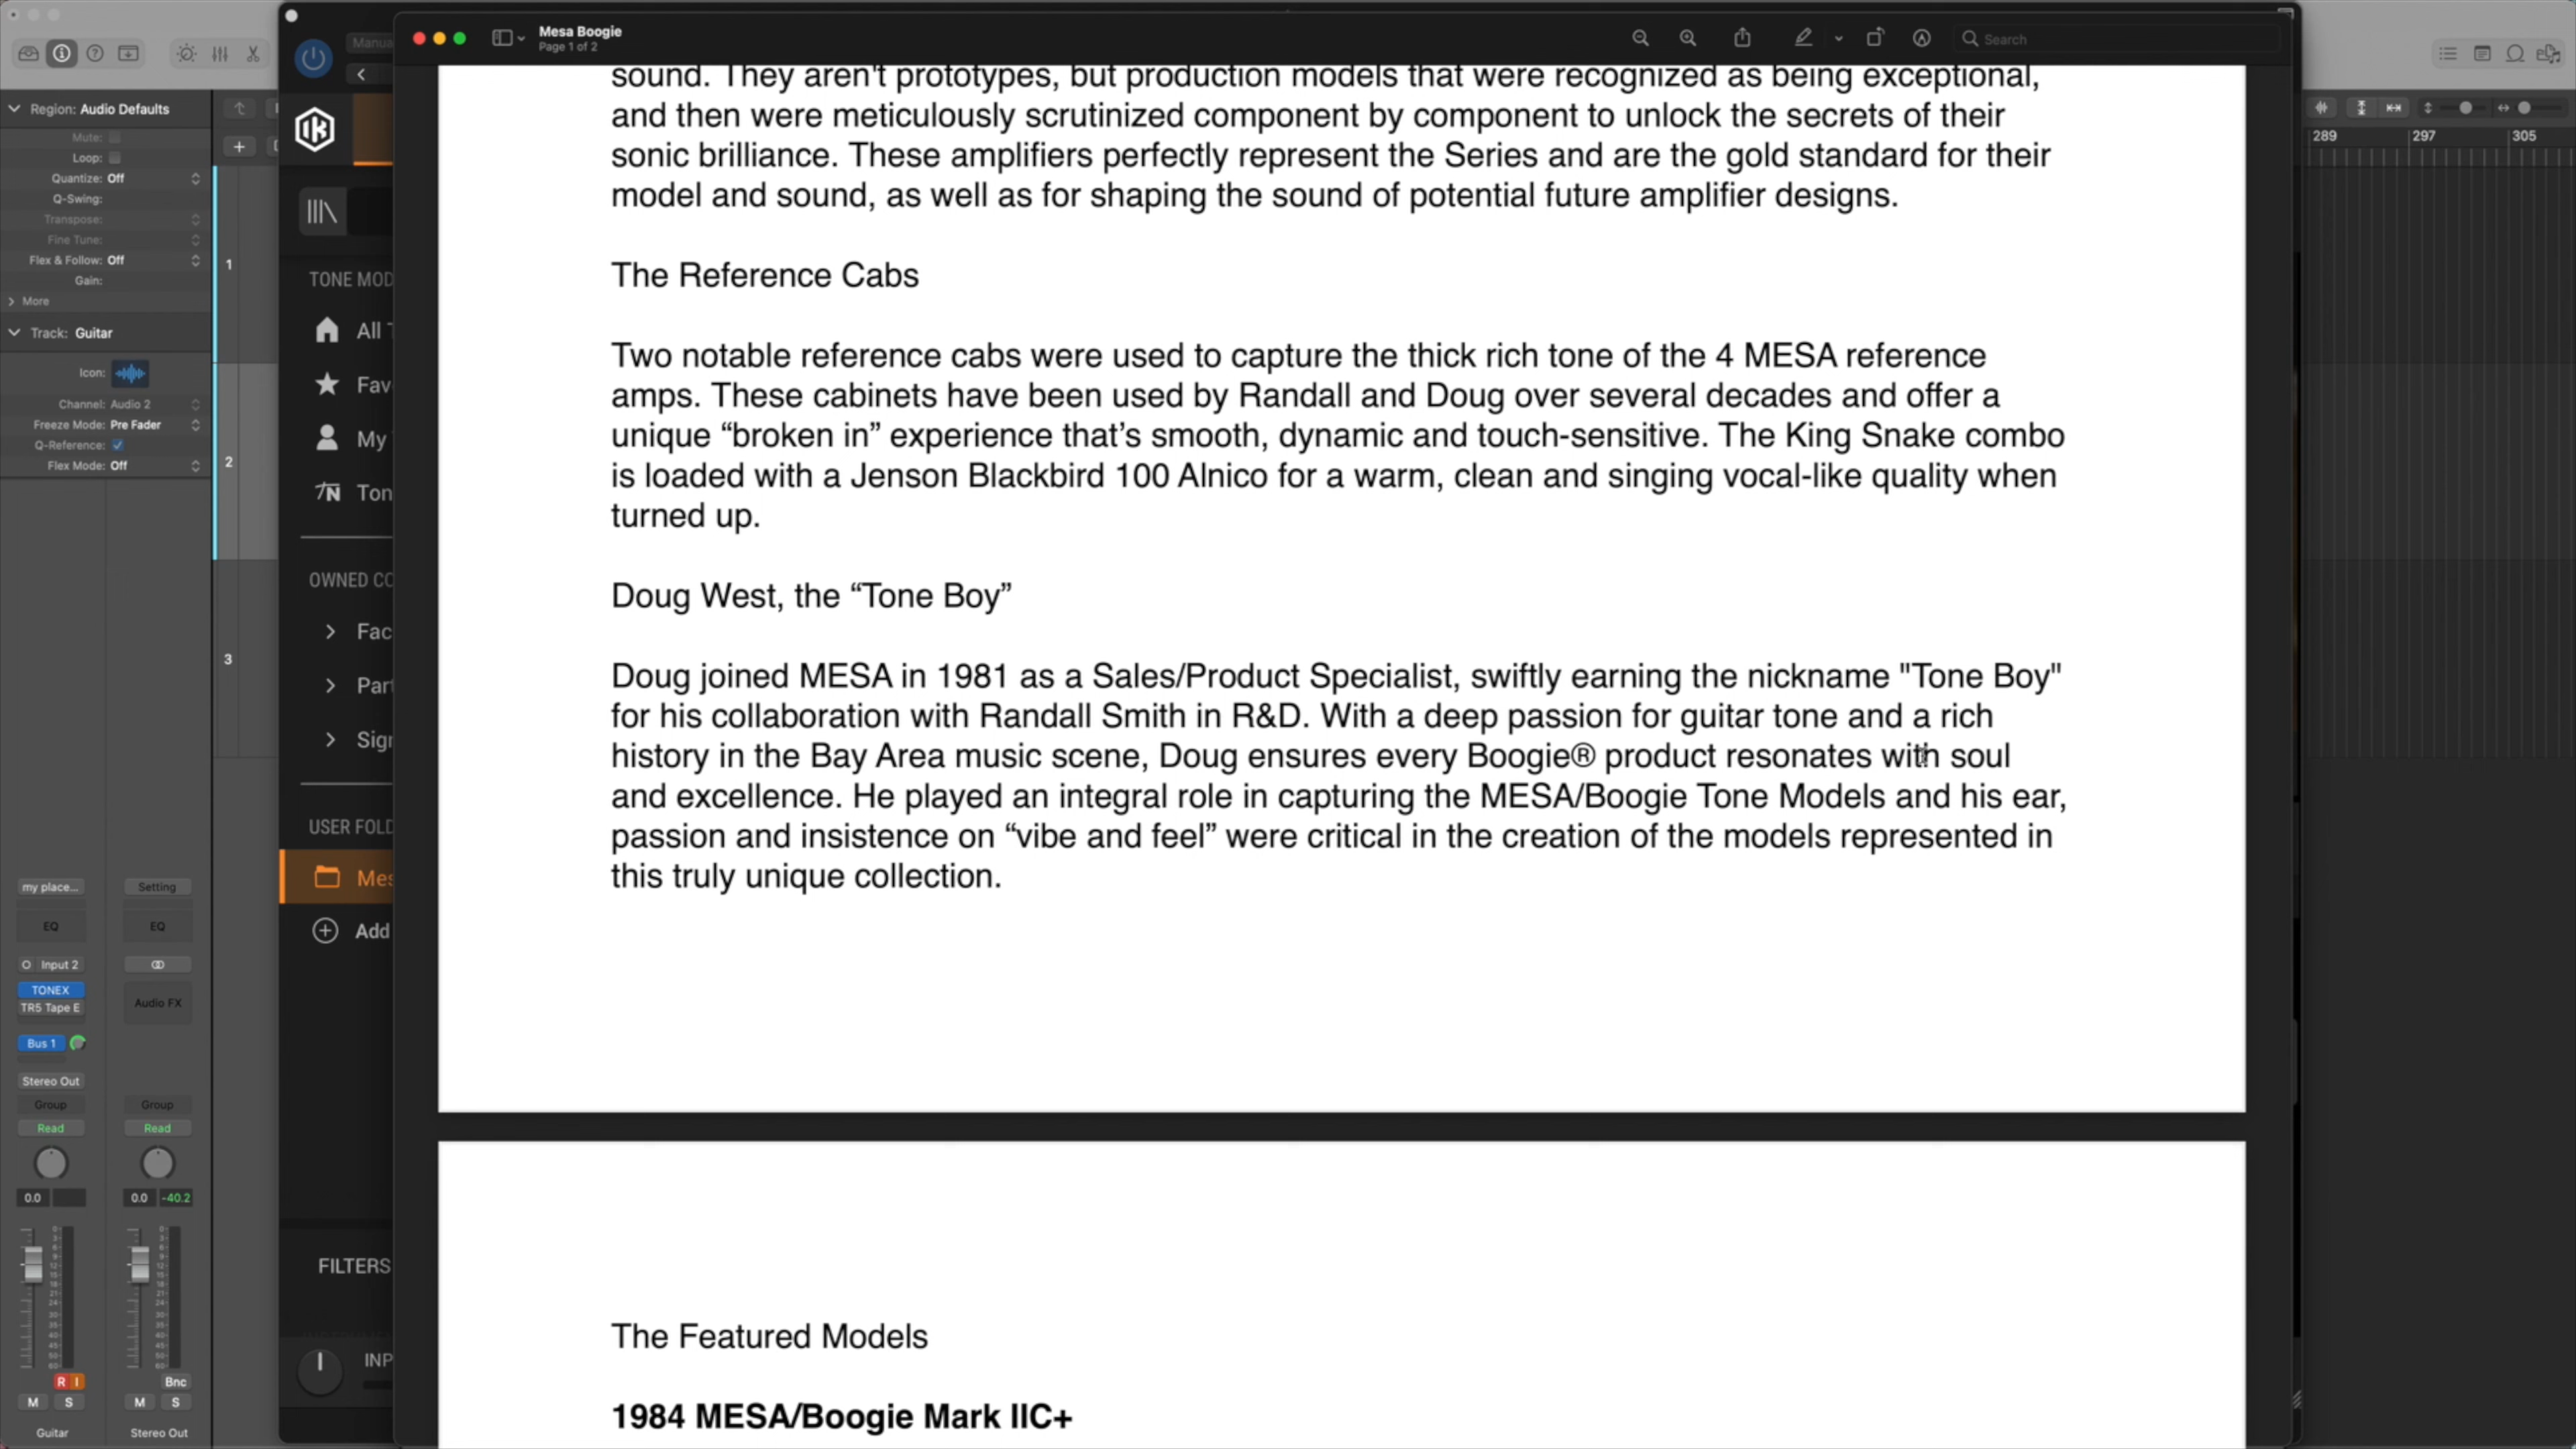 Mesa Boogie
Page 1 of 2
Search
Manua
Region: Audio Defaults
Mute:
Loop:
Quantize: Off
Q-Swing:
Transpose:
Fine Tune:
Flex & Follow: Off
Gain:
More
Track: Guitar
Icon:
Channel: Audio 2
Freeze Mode: Pre Fader
Q-Reference:
Flex Mode: Off
my place...
Setting
EQ
EQ
Input 2
TONEX
TR5 Tape E
Audio FX
Bus 1
Stereo Out
Group
Group
Read
Read
0.0
0.0
-40.2
R I
Bnc
M S
M S
Guitar
Stereo Out
1
2
3
TONE MOD
All T
Fav
My
Ton
OWNED CO
Fac
Part
Sign
USER FOLD
Mes
Add
FILTERS
INP
289
297
305
sound. They aren't prototypes, but production models that were recognized as being exceptional,
and then were meticulously scrutinized component by component to unlock the secrets of their
sonic brilliance. These amplifiers perfectly represent the Series and are the gold standard for their
model and sound, as well as for shaping the sound of potential future amplifier designs.
The Reference Cabs
Two notable reference cabs were used to capture the thick rich tone of the 4 MESA reference
amps. These cabinets have been used by Randall and Doug over several decades and offer a
unique “broken in” experience that’s smooth, dynamic and touch-sensitive. The King Snake combo
is loaded with a Jenson Blackbird 100 Alnico for a warm, clean and singing vocal-like quality when
turned up.
Doug West, the “Tone Boy”
Doug joined MESA in 1981 as a Sales/Product Specialist, swiftly earning the nickname "Tone Boy"
for his collaboration with Randall Smith in R&D. With a deep passion for guitar tone and a rich
history in the Bay Area music scene, Doug ensures every Boogie® product resonates with soul
and excellence. He played an integral role in capturing the MESA/Boogie Tone Models and his ear,
passion and insistence on “vibe and feel” were critical in the creation of the models represented in
this truly unique collection.
The Featured Models
1984 MESA/Boogie Mark IIC+